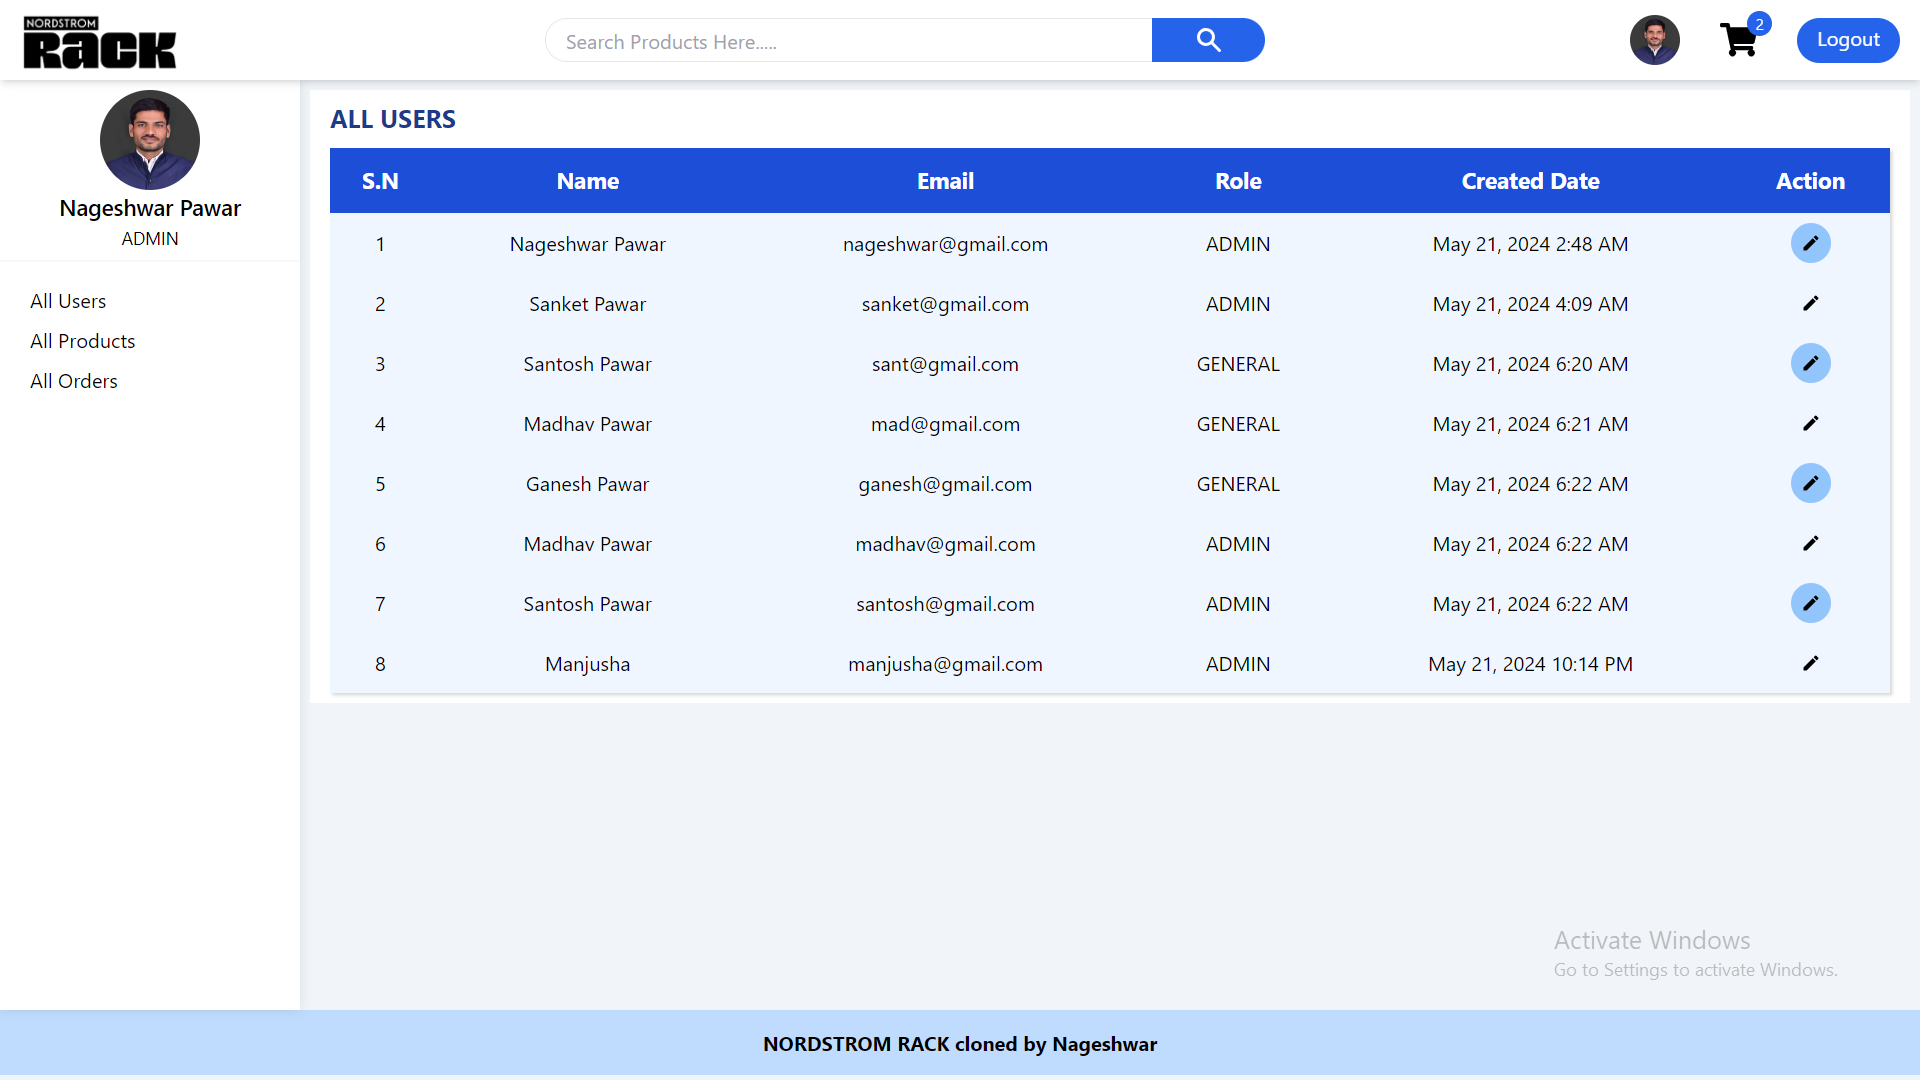 NORDSTROM
Rack
Search Products Here.....
2
Logout
Nageshwar Pawar
ADMIN
All Users
All Products
All Orders
ALL USERS
S.N Name Email Role Created Date Action
1 Nageshwar Pawar nageshwar@gmail.com ADMIN May 21, 2024 2:48 AM
2 Sanket Pawar sanket@gmail.com ADMIN May 21, 2024 4:09 AM
3 Santosh Pawar sant@gmail.com GENERAL May 21, 2024 6:20 AM
4 Madhav Pawar mad@gmail.com GENERAL May 21, 2024 6:21 AM
5 Ganesh Pawar ganesh@gmail.com GENERAL May 21, 2024 6:22 AM
6 Madhav Pawar madhav@gmail.com ADMIN May 21, 2024 6:22 AM
7 Santosh Pawar santosh@gmail.com ADMIN May 21, 2024 6:22 AM
8 Manjusha manjusha@gmail.com ADMIN May 21, 2024 10:14 PM
Activate Windows
Go to Settings to activate Windows.
NORDSTROM RACK cloned by Nageshwar